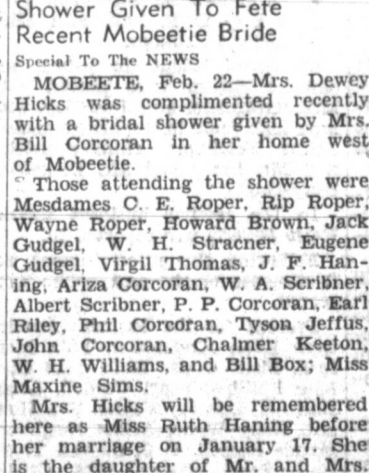 Shower Given To Fete
Recent Mobeetie Bride
Special To The NEWS
MOBEETE, Feb. 22—Mrs. Dewey
Hicks was complimented recently
with a bridal shower given by Mrs.
Bill Corcoran in her home west
of Mobeetie.
Those attending the shower were
Mesdames C. E. Roper, Rip Roper,
Wayne Roper, Howard Brown, Jack
Gudgel, W. H. Stracner, Eugene
Gudgel, Virgil Thomas, J. F. Han-
ing, Ariza Corcoran, W. A. Scribner,
Albert Scribner, P. P. Corcoran, Earl
Riley, Phil Corcoran, Tyson Jeffus,
John Corcoran, Chalmer Keeton,
W. H. Williams, and Bill Box; Miss
Maxine Sims.
Mrs. Hicks will be remembered
here as Miss Ruth Haning before
her marriage on January 17. She
is the daughter of Mr. and Mrs.